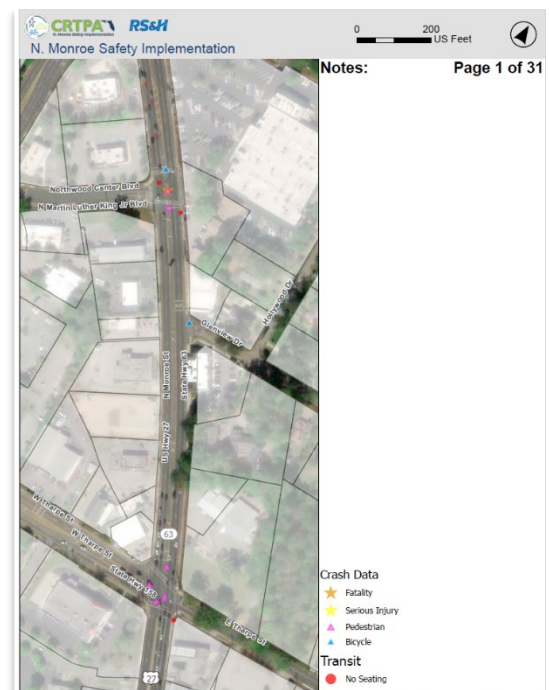 CRTPA
RS&H
N. Monroe Safety Implementation
0 200
US Feet
Notes: Page 1 of 31
Northwood Center Blvd
N Martin Luther King Jr Blvd
Glenview Dr
Hollywood Dr
N Monroe St
State Hwy 63
US Hwy 27
63
W Tharpe St
W Tharpe St
State Hwy 158
E Tharpe St
27
Crash Data
Fatality
Serious Injury
Pedestrian
Bicycle
Transit
No Seating